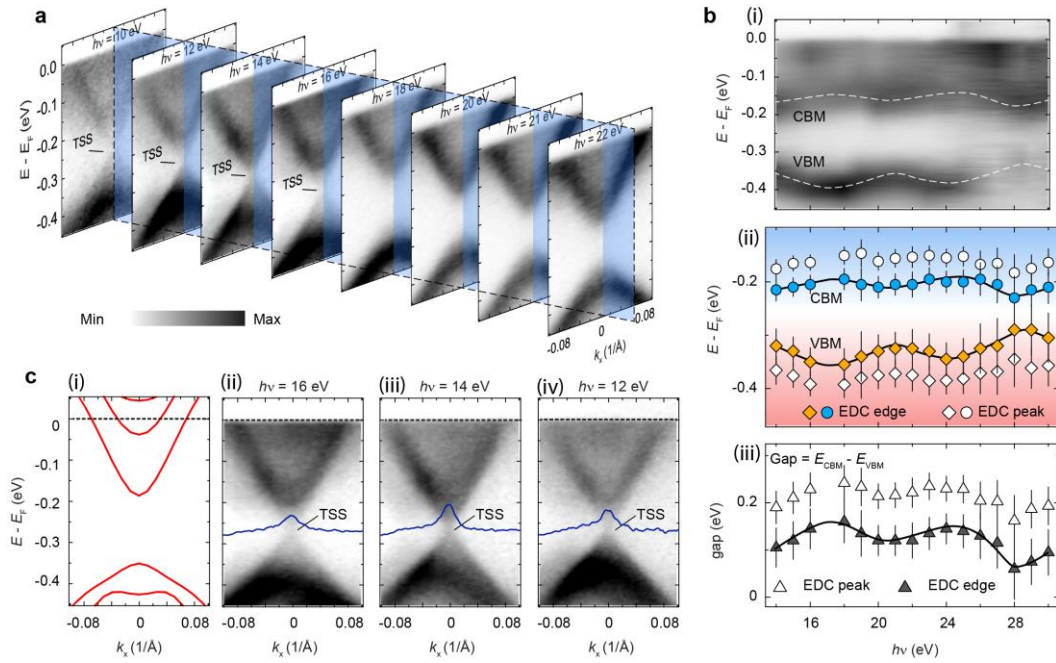 a
hν = 10 eV
hν = 12 eV
hν = 14 eV
hν = 16 eV
hν = 18 eV
hν = 20 eV
hν = 21 eV
hν = 22 eV
0.0
-0.1
-0.2
-0.3
-0.4
E - E_F (eV)
TSS
TSS
TSS
TSS
Min Max
-0.08 0 0.08
k_x (1/Å)
b
(i)
0.0
-0.1
-0.2
-0.3
-0.4
E - E_F (eV)
CBM
VBM
(ii)
-0.2
-0.4
E - E_F (eV)
CBM
VBM
EDC edge EDC peak
(iii)
Gap = E_CBM - E_VBM
0.2
0
gap (eV)
EDC peak EDC edge
16 20 24 28
hν (eV)
c
(i)
(ii) hν = 16 eV
(iii) hν = 14 eV
(iv) hν = 12 eV
0
-0.1
-0.2
-0.3
-0.4
E - E_F (eV)
TSS
TSS
TSS
-0.08 0 0.08
-0.08 0 0.08
-0.08 0 0.08
-0.08 0 0.08
k_x (1/Å)
k_x (1/Å)
k_x (1/Å)
k_x (1/Å)